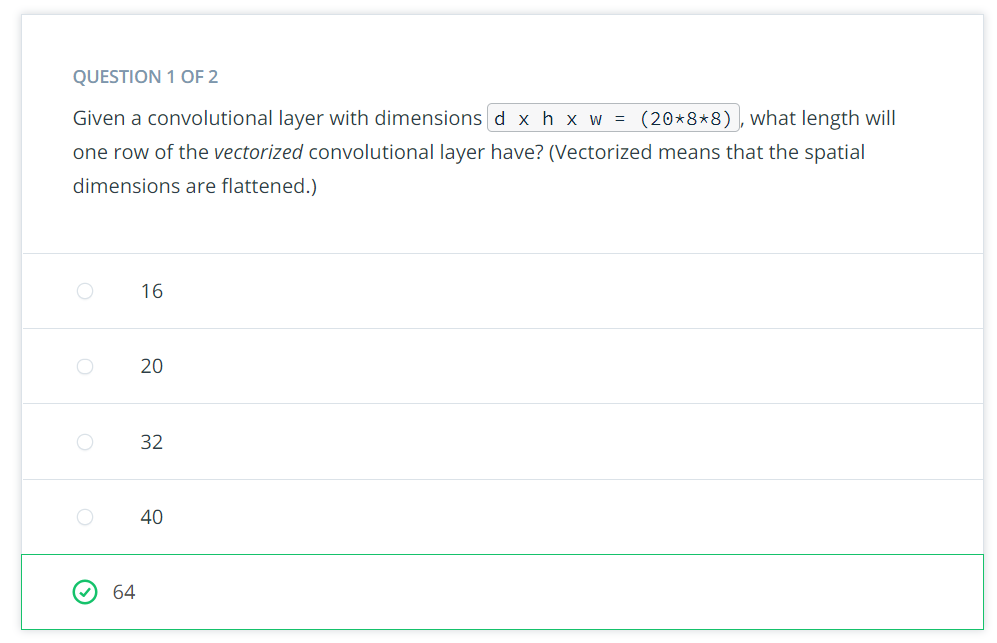 QUESTION 1 OF 2
Given a convolutional layer with dimensions d x h x w = (20*8*8), what length will
one row of the vectorized convolutional layer have? (Vectorized means that the spatial
dimensions are flattened.)
16
20
32
40
64